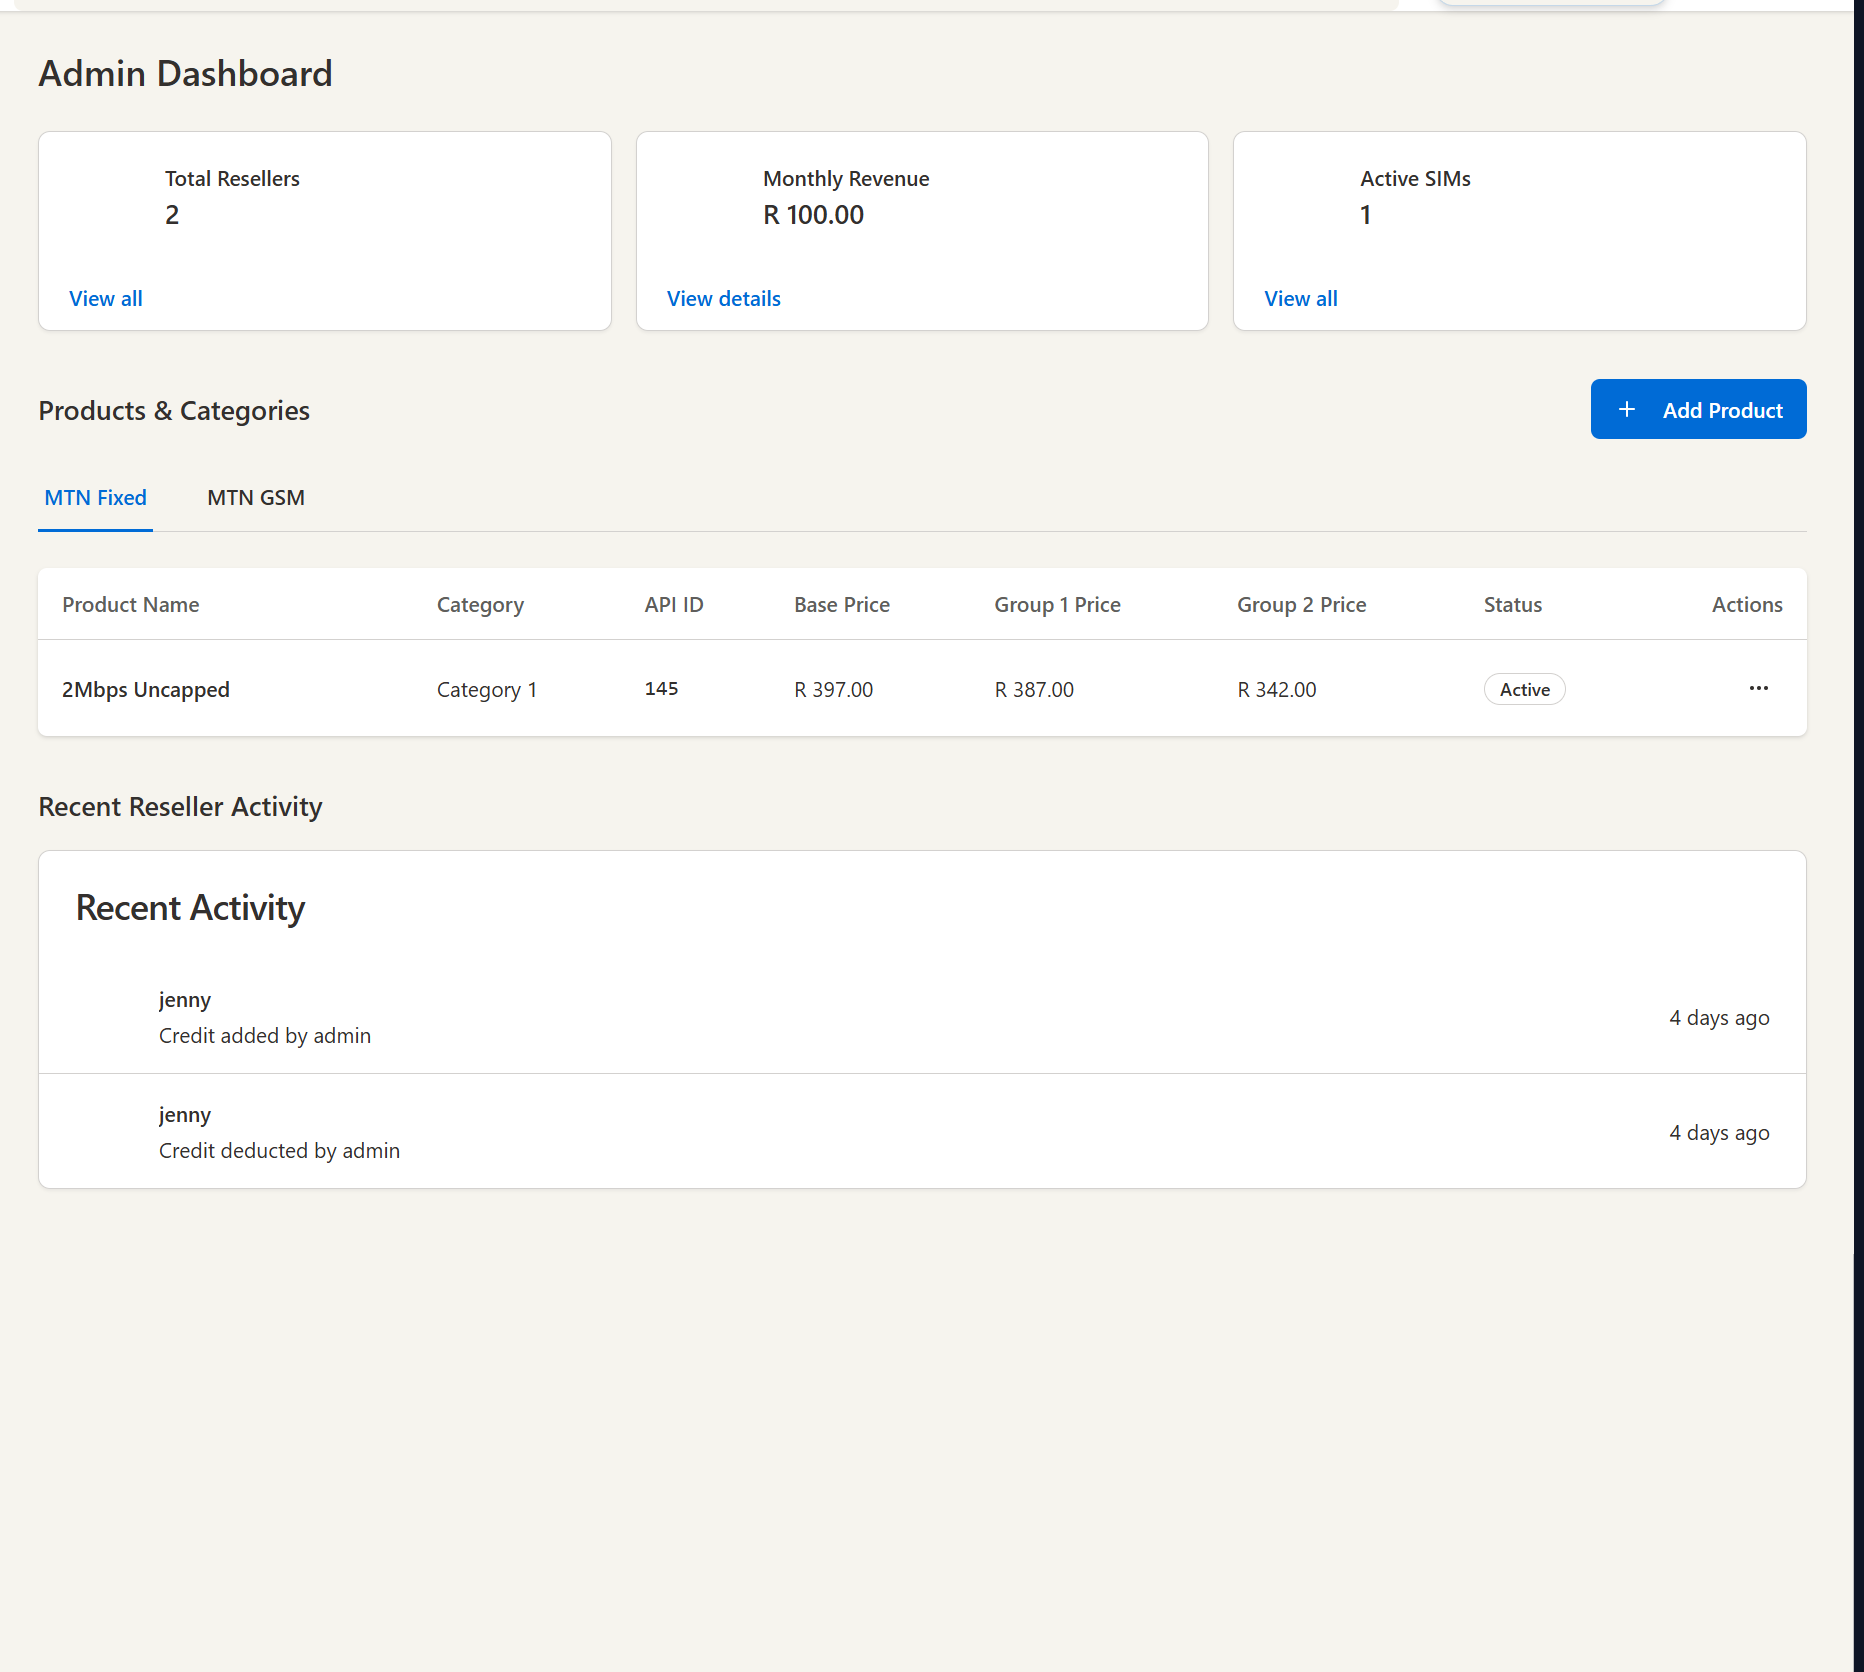 Admin Dashboard
Total Resellers
2
View all
Monthly Revenue
R 100.00
View details
Active SIMs
1
View all
Products & Categories
+ Add Product
MTN Fixed MTN GSM
Product Name Category API ID Base Price Group 1 Price Group 2 Price Status Actions
2Mbps Uncapped Category 1 145 R 397.00 R 387.00 R 342.00 Active ...
Recent Reseller Activity
Recent Activity
jenny
Credit added by admin
4 days ago
jenny
Credit deducted by admin
4 days ago